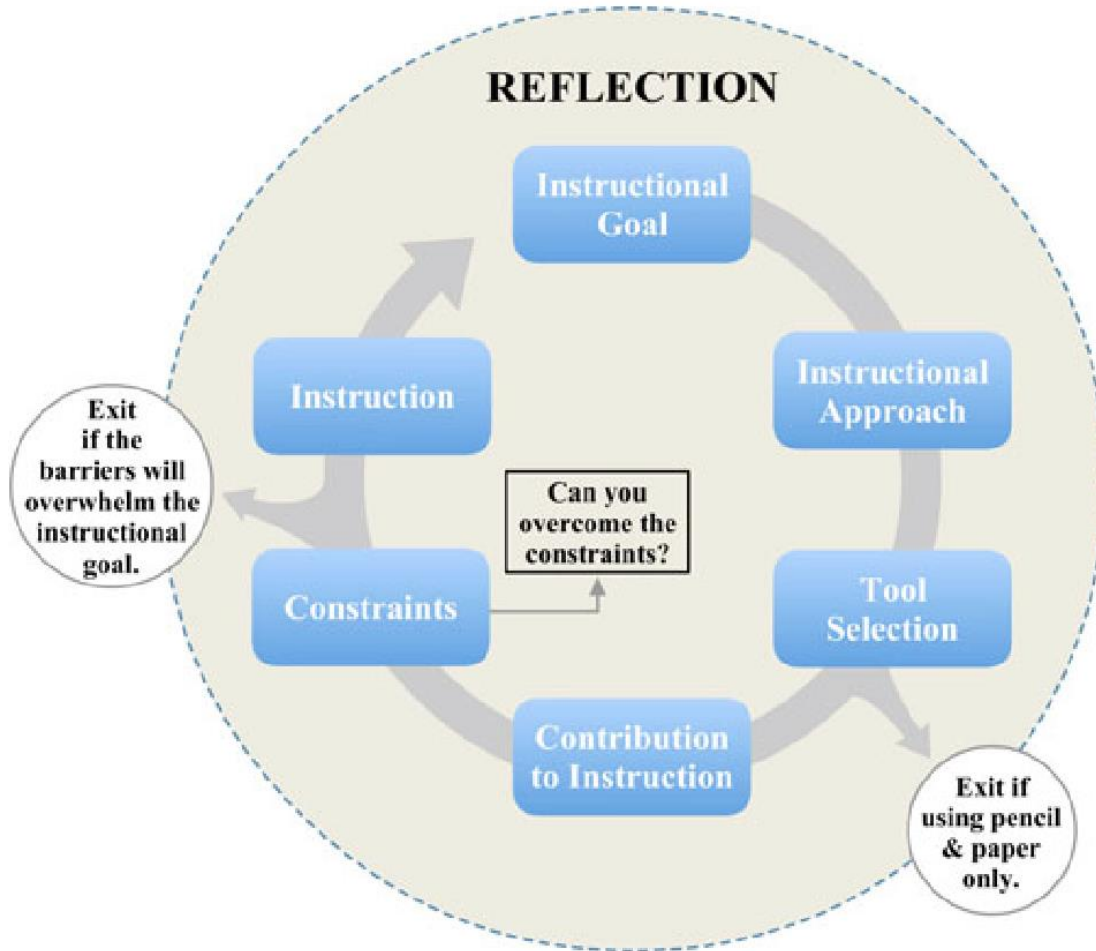 REFLECTION
Instructional
Goal
Instructional
Approach
Tool
Selection
Exit if
using pencil
& paper
only.
Contribution
to Instruction
Constraints
Can you
overcome the
constraints?
Exit
if the
barriers will
overwhelm the
instructional
goal.
Instruction